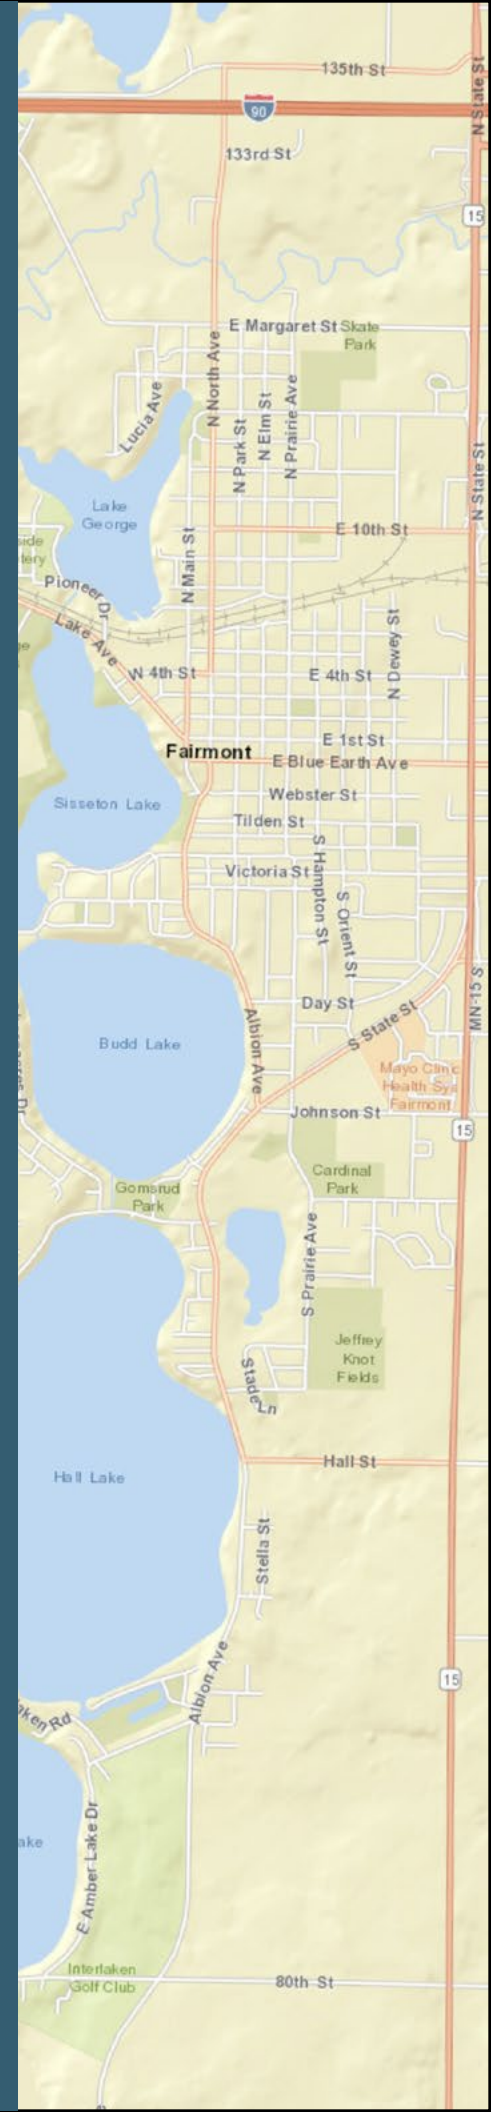 135th St
N State St
90
133rd St
15
E Margaret St
Skate
Park
N North Ave
Lucia Ave
N Park St
N Elm St
N Prairie Ave
N State St
Lake
George
E 10th St
N Main St
Pioneer Dr
Lake Ave
W 4th St
E 4th St
N Dewey St
E 1st St
Fairmont
E Blue Earth Ave
Webster St
Sisseton Lake
Tilden St
Victoria St
S Hampton St
S Orient St
MN-15 S
Day St
S State St
Budd Lake
Albion Ave
Mayo Clinic
Health Sys
Fairmont
Johnson St
15
Cardinal
Park
Gomsrud
Park
S Prairie Ave
Jeffrey
Knot
Fields
Stade Ln
Hall St
Hall Lake
Stella St
Albion Ave
15
aken Rd
E Amber Lake Dr
ake
Interlaken
Golf Club
80th St